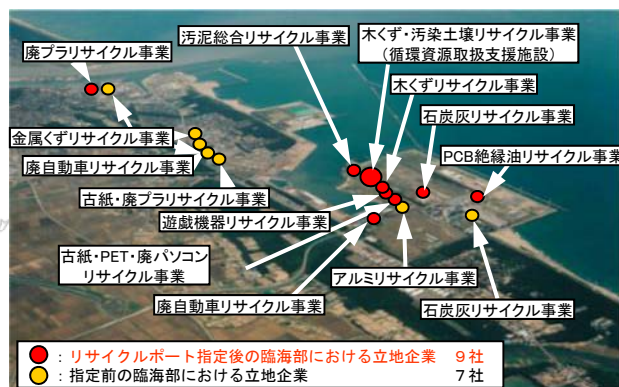 汚泥総合リサイクル事業
木くず・汚染土壌リサイクル事業
（循環資源取扱支援施設）
廃プラリサイクル事業
木くずリサイクル事業
石炭灰リサイクル事業
金属くずリサイクル事業
PCB絶縁油リサイクル事業
廃自動車リサイクル事業
古紙・廃プラリサイクル事業
遊戯機器リサイクル事業
古紙・PET・廃パソコン
リサイクル事業
アルミリサイクル事業
廃自動車リサイクル事業
石炭灰リサイクル事業
：リサイクルポート指定後の臨海部における立地企業　９社
：指定前の臨海部における立地企業　７社